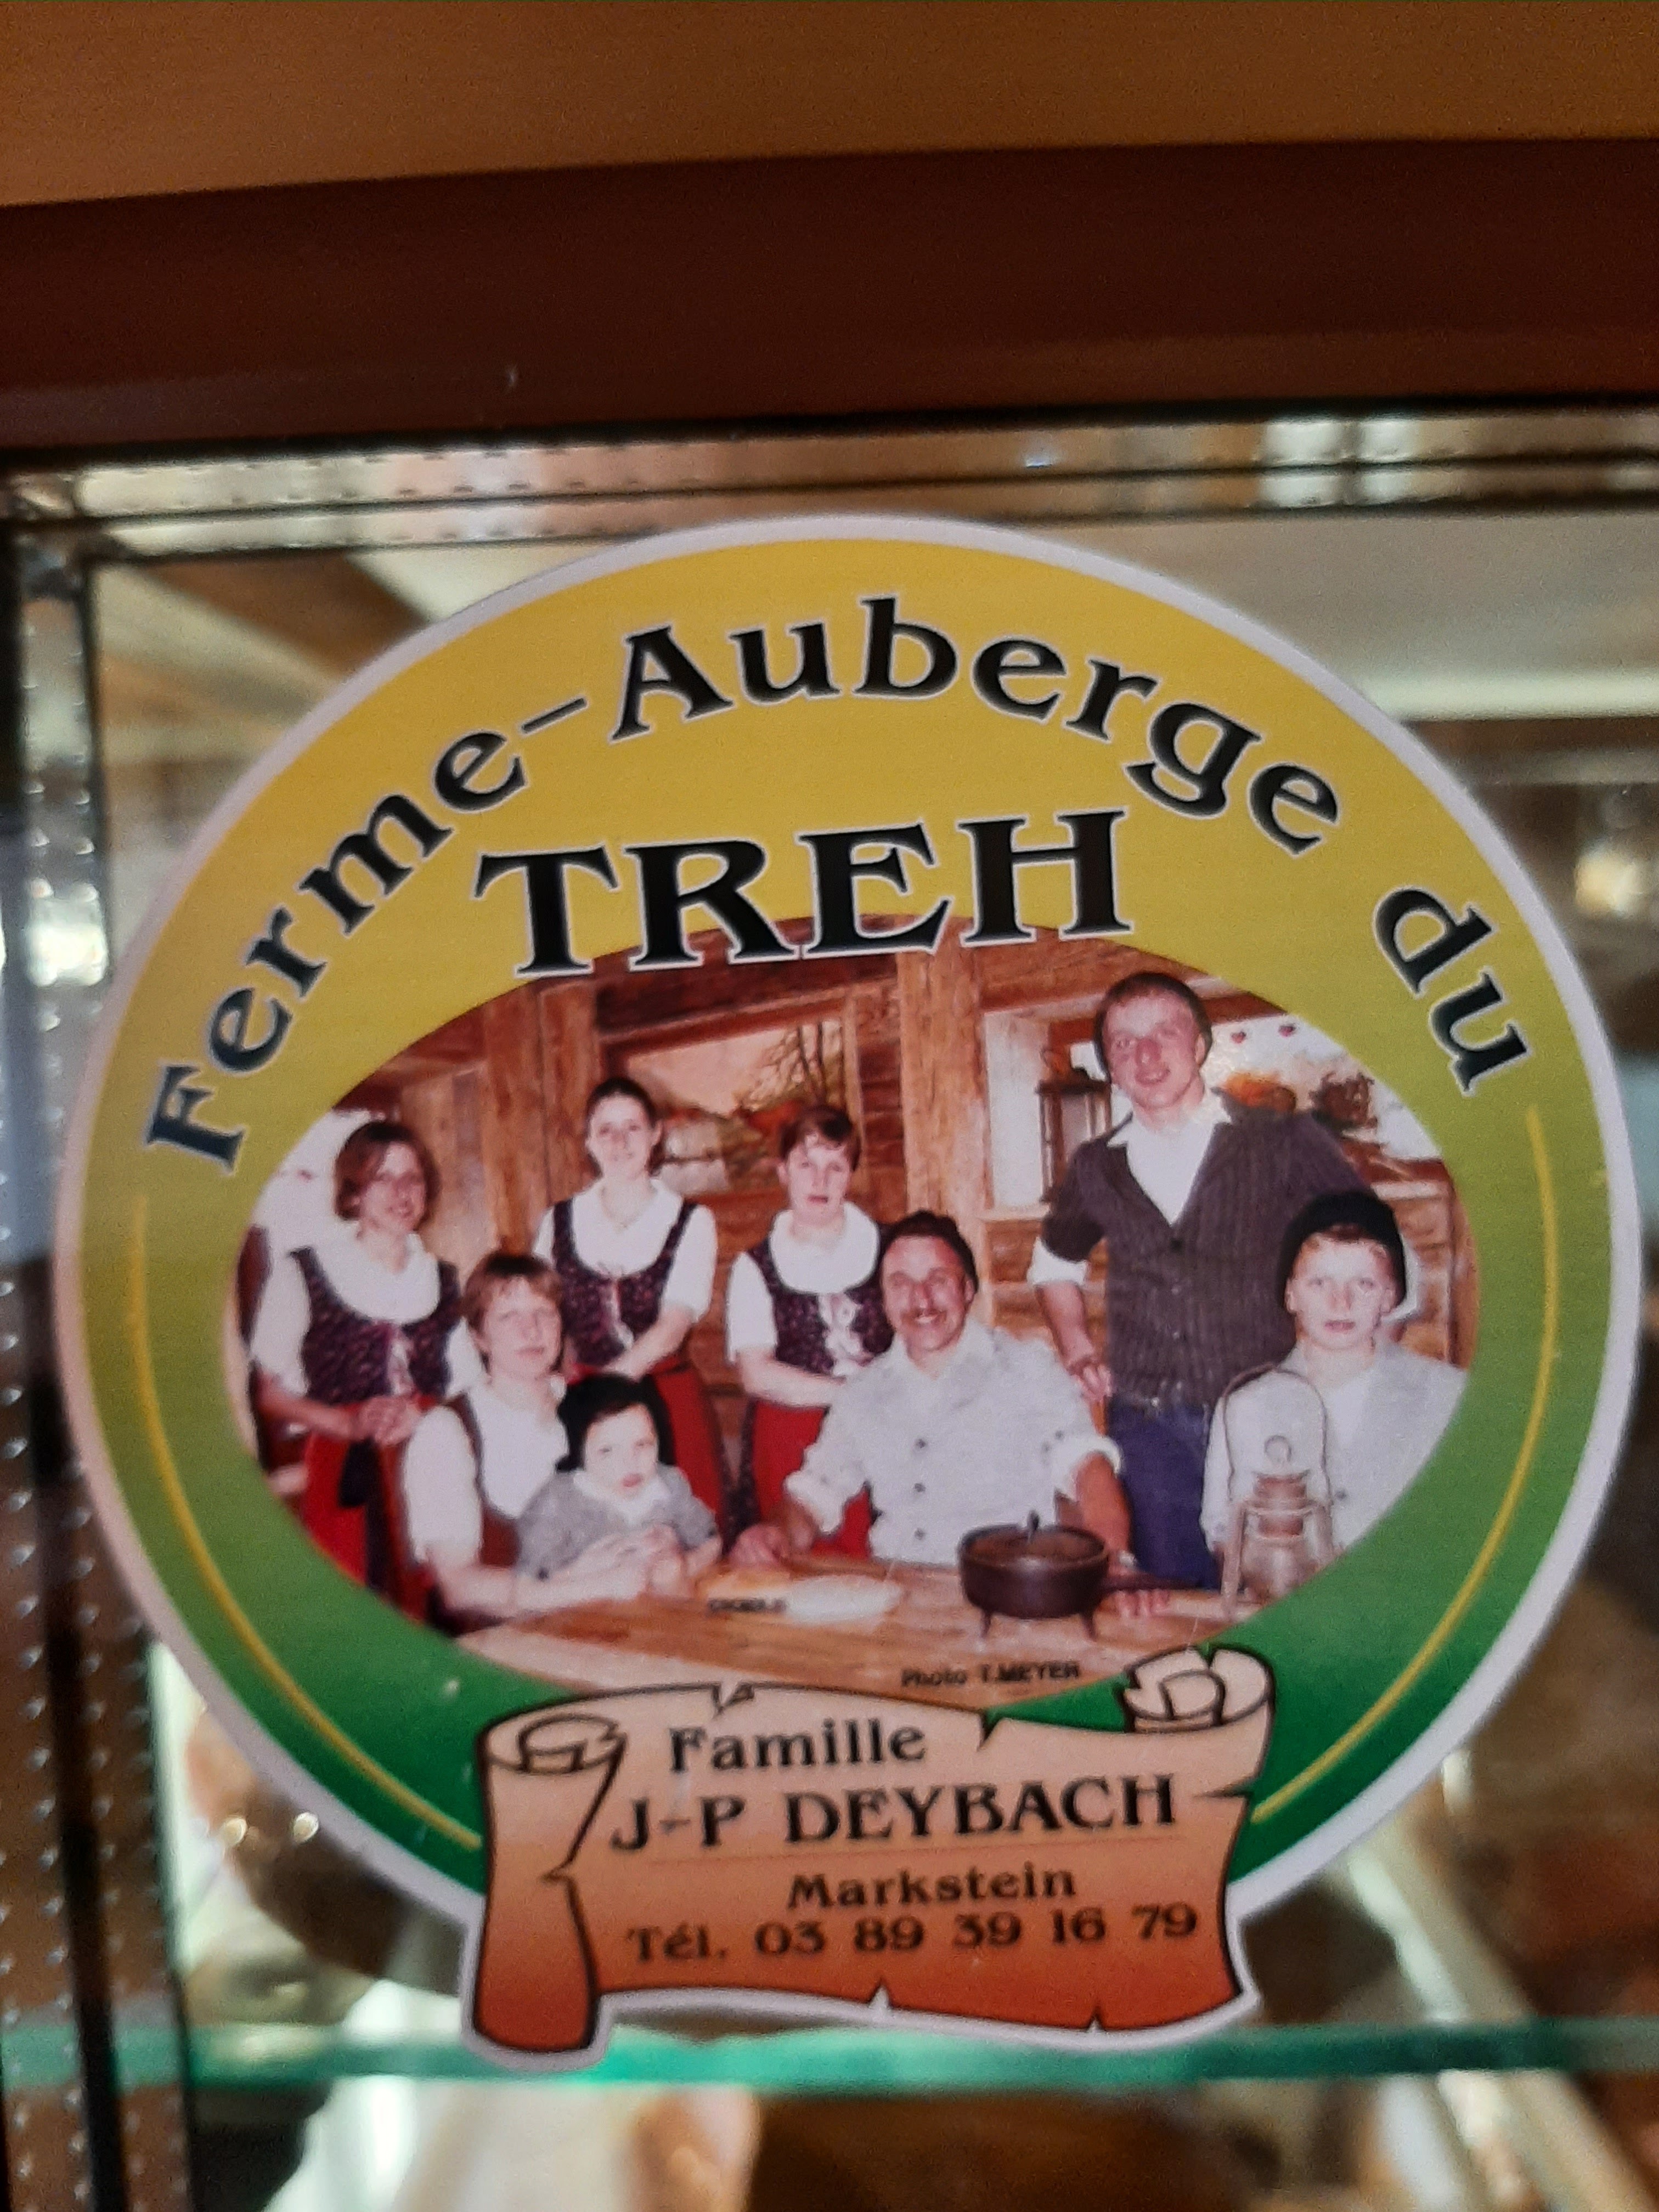 Ferme-Auberge du
TREH
Photo T.MEYER
Famille
J-P DEYBACH
Markstein
Tél. 03 89 39 16 79